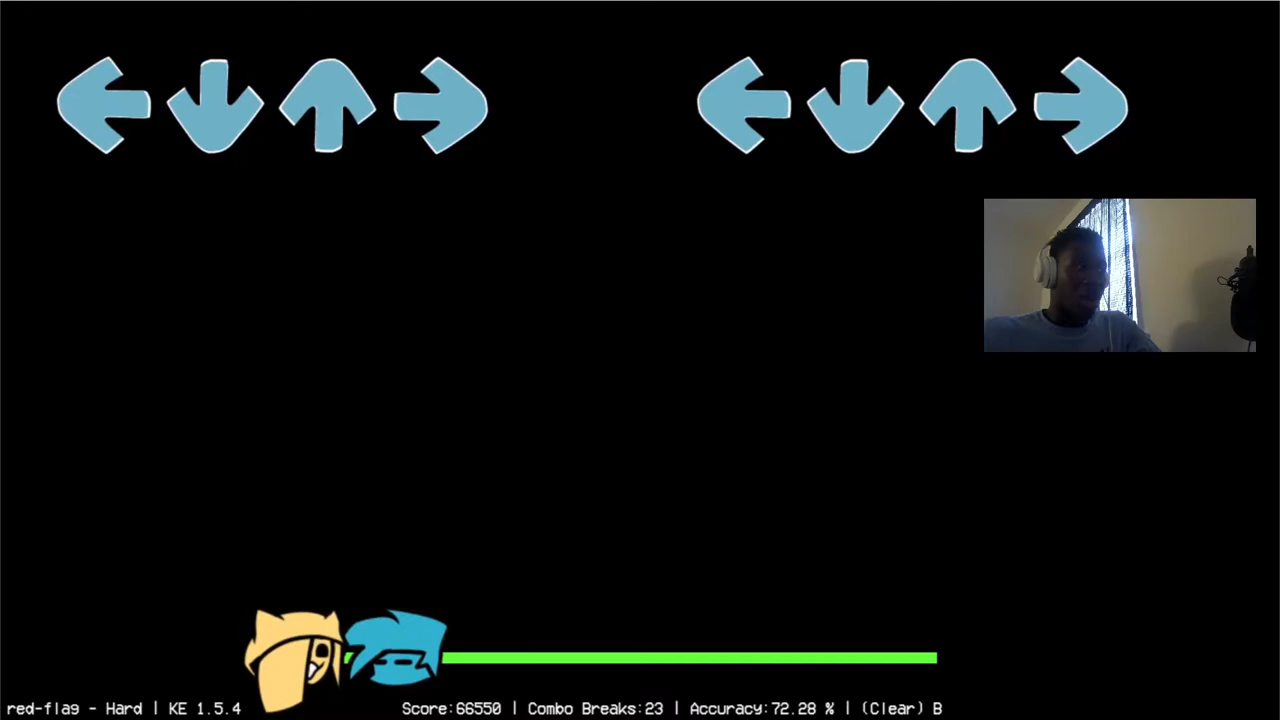 red-flag - Hard | KE 1.5.4
Score:66550 | Combo Breaks:23 | Accuracy:72.28 % | (Clear) B